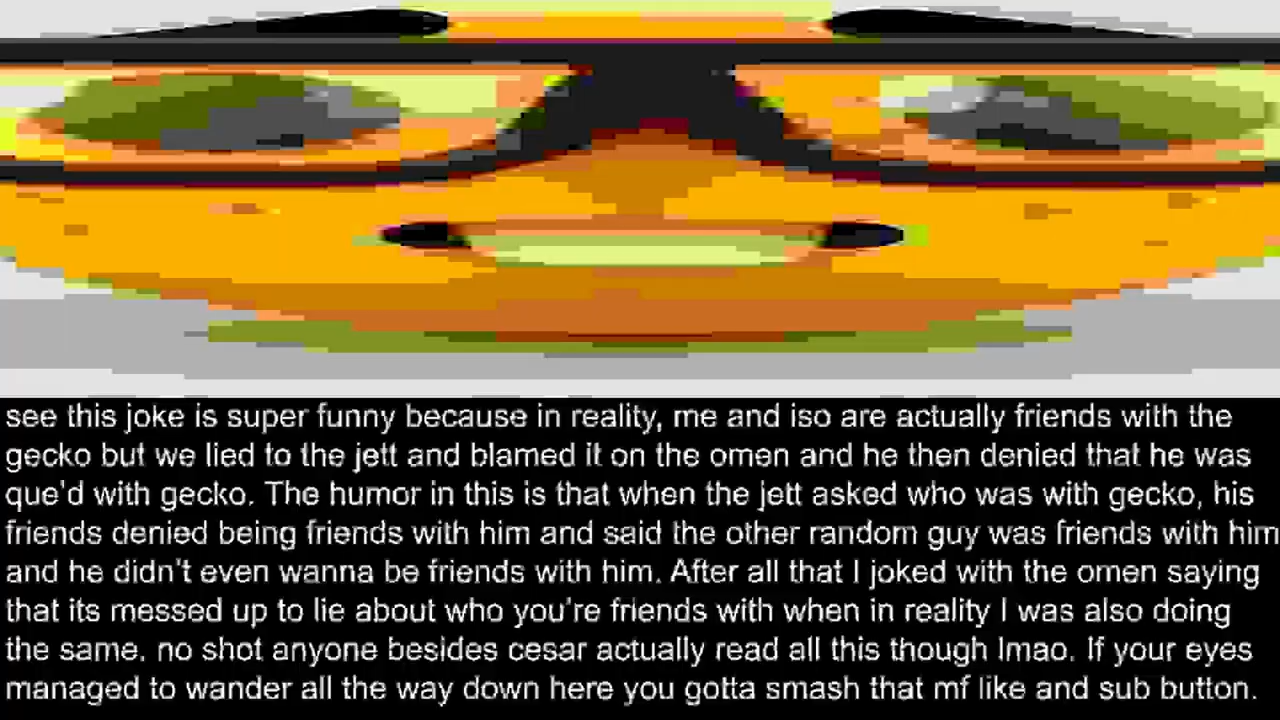 see this joke is super funny because in reality, me and iso are actually friends with the
gecko but we lied to the jett and blamed it on the omen and he then denied that he was
que'd with gecko. The humor in this is that when the jett asked who was with gecko, his
friends denied being friends with him and said the other random guy was friends with him
and he didn't even wanna be friends with him. After all that I joked with the omen saying
that its messed up to lie about who you're friends with when in reality I was also doing
the same. no shot anyone besides cesar actually read all this though lmao. If your eyes
managed to wander all the way down here you gotta smash that mf like and sub button.